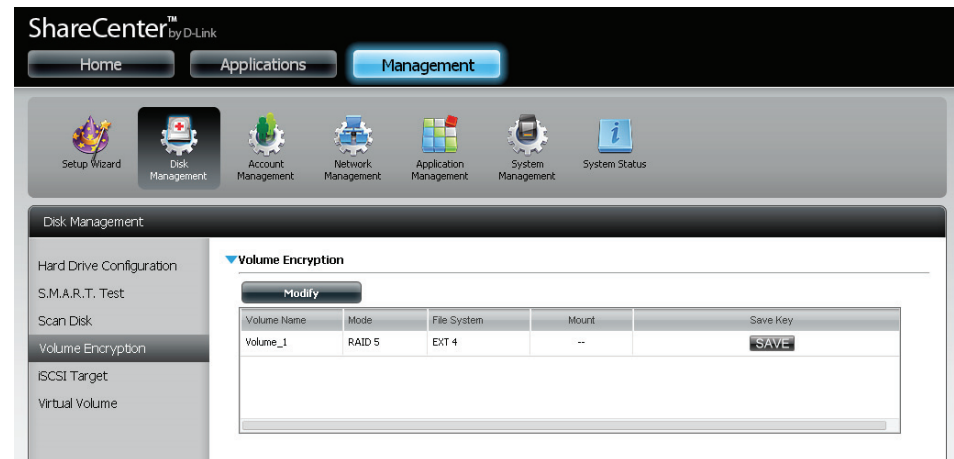 ShareCenter™ by D-Link
Home Applications Management
Setup Wizard Disk Management Account Management Network Management Application Management System Management System Status
Disk Management
Hard Drive Configuration
S.M.A.R.T. Test
Scan Disk
Volume Encryption
iSCSI Target
Virtual Volume
Volume Encryption
Modify
Volume Name Mode File System Mount Save Key
Volume_1 RAID 5 EXT 4 -- SAVE